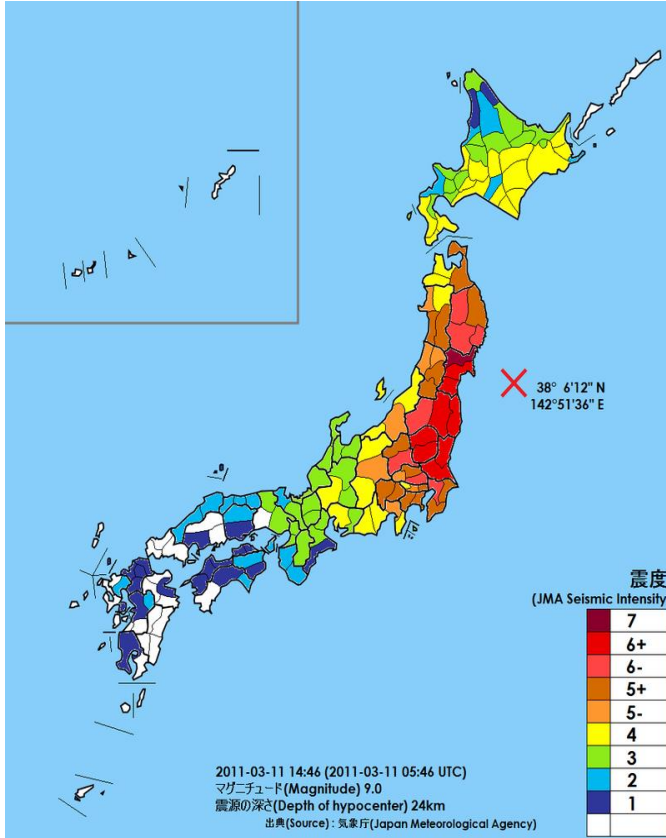 38° 6'12" N
142°51'36" E
震度
(JMA Seismic Intensity)
7
6+
6-
5+
5-
4
3
2
1
2011-03-11 14:46 (2011-03-11 05:46 UTC)
マグニチュード(Magnitude) 9.0
震源の深さ(Depth of hypocenter) 24km
出典(Source) : 気象庁(Japan Meteorological Agency)